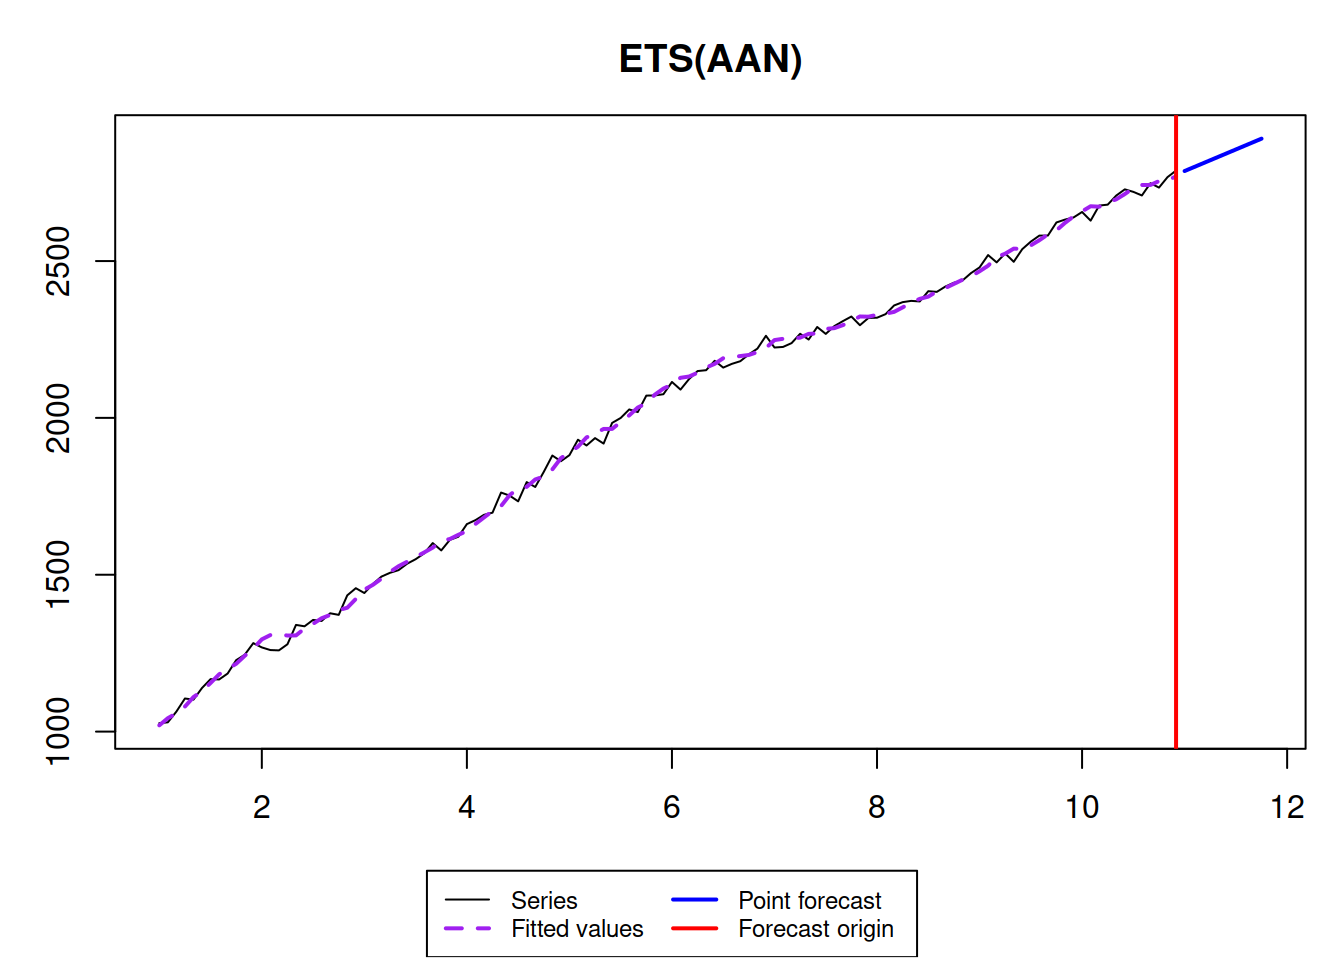 ETS(AAN)
2500
2000
1500
1000
2 4 6 8 10 12
Series Point forecast
Fitted values Forecast origin